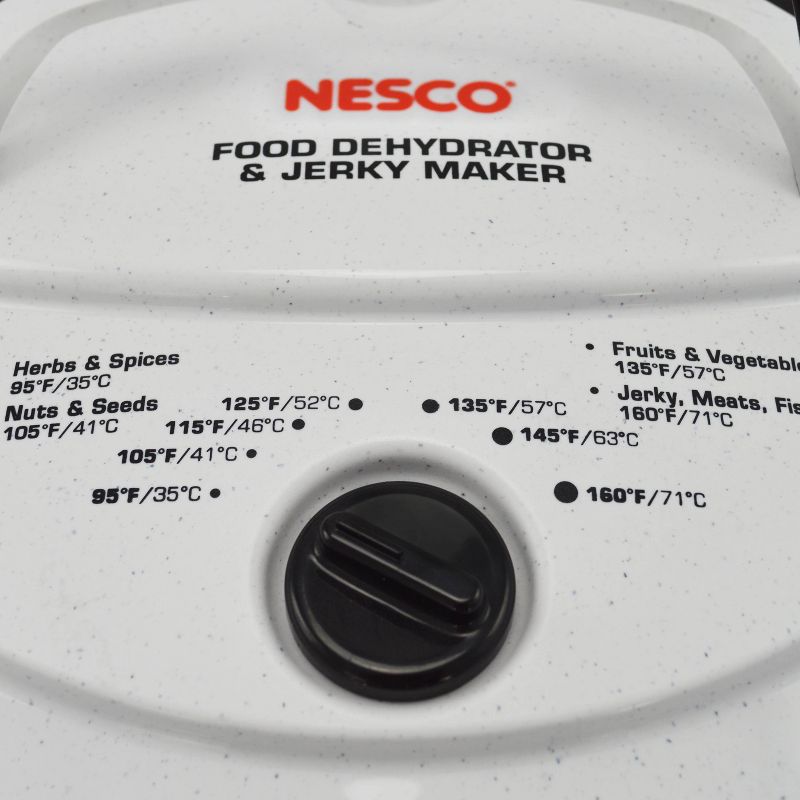 NESCO
FOOD DEHYDRATOR
& JERKY MAKER
Herbs & Spices
95°F/35°C
Nuts & Seeds
105°F/41°C
125°F/52°C
115°F/46°C
105°F/41°C
95°F/35°C
• Fruits & Vegetable
135°F/57°C
• Jerky, Meats, Fis
160°F/71°C
135°F/57°C
145°F/63°C
160°F/71°C